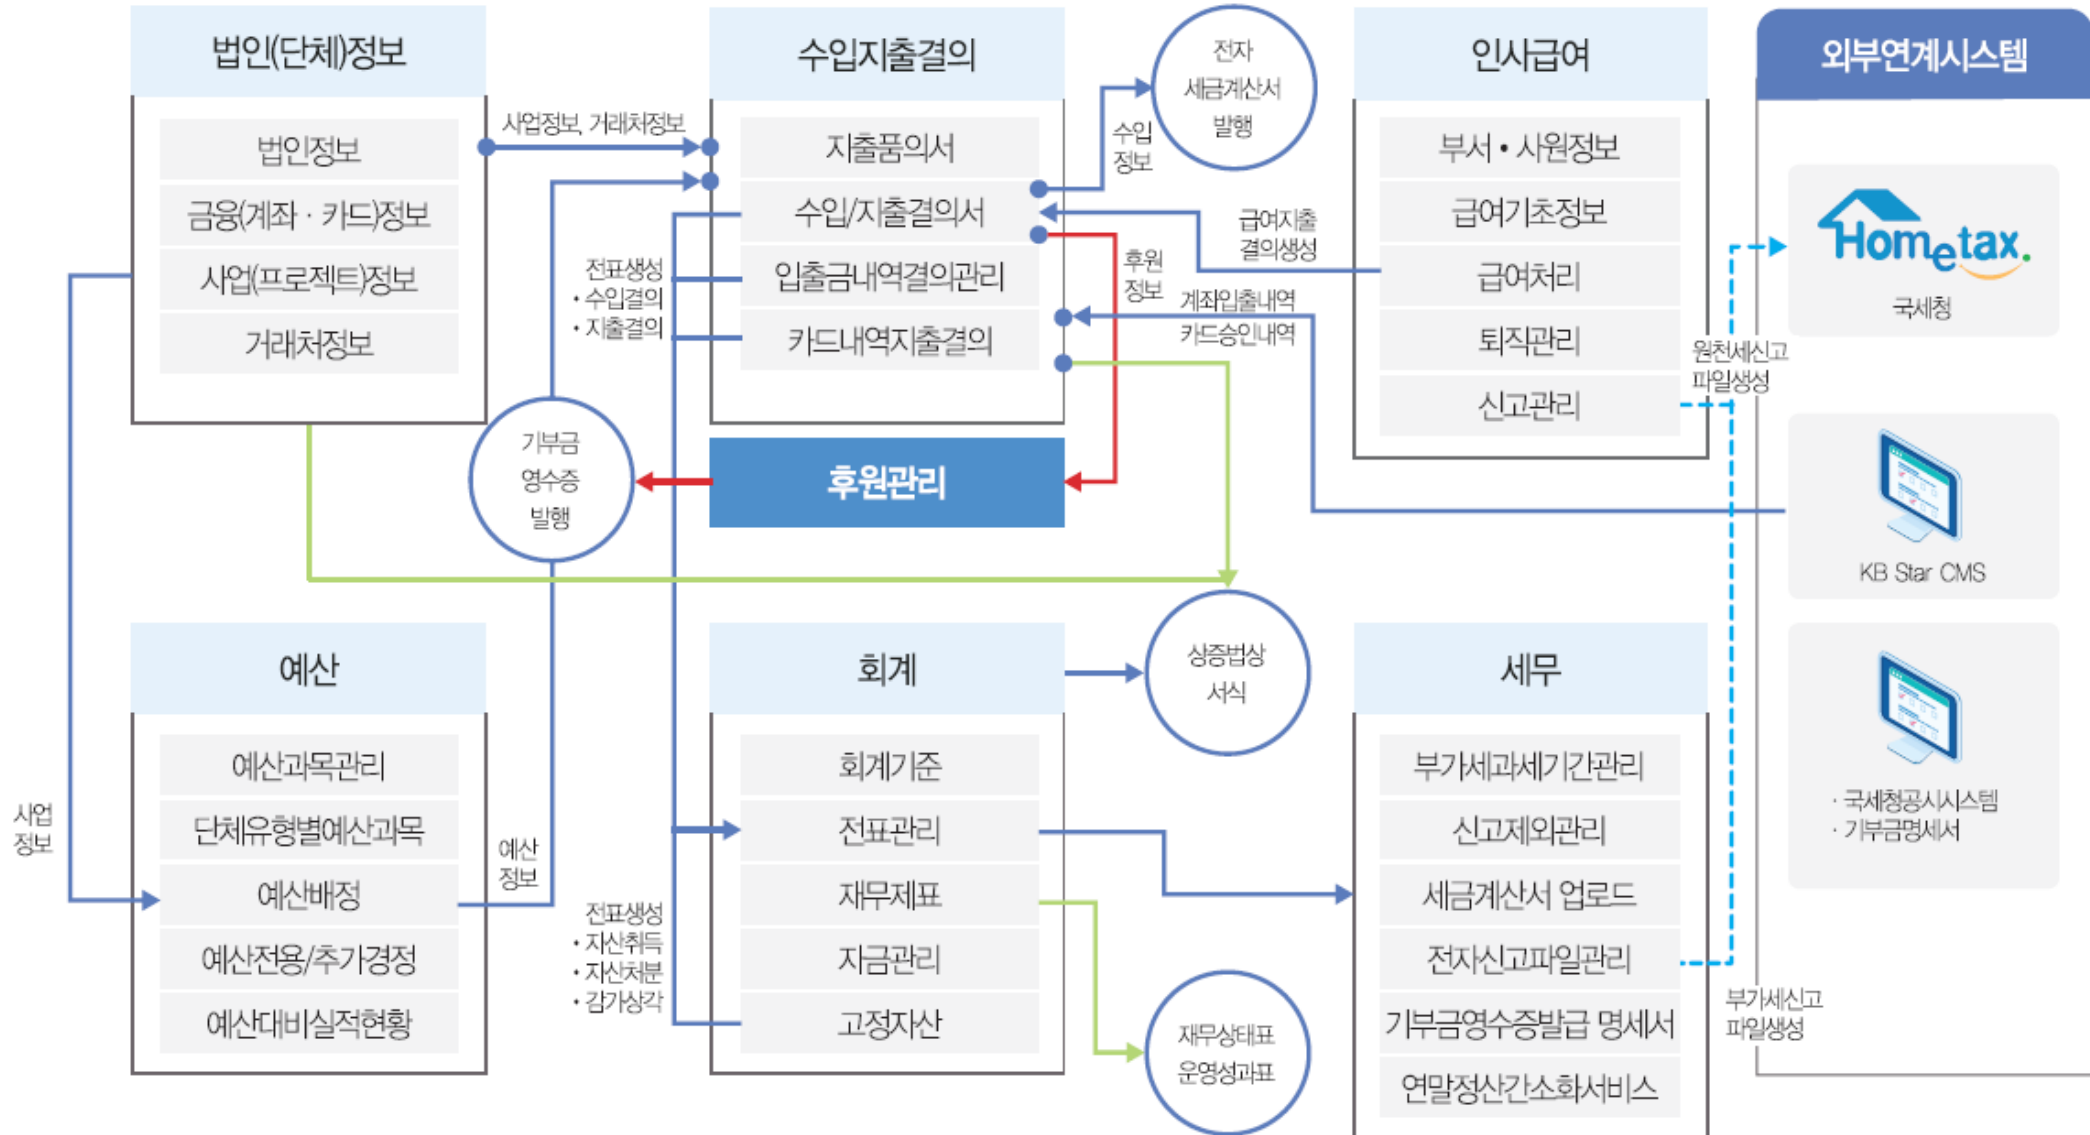 법인(단체)정보
법인정보
금융(계좌 · 카드)정보
사업(프로젝트)정보
거래처정보
사업정보, 거래처정보
수입지출결의
지출품의서
수입/지출결의서
입출금내역결의관리
카드내역지출결의
전표생성
• 수입결의
• 지출결의
수입
정보
전자
세금계산서
발행
후원
정보
급여지출
결의생성
계좌입출내역
카드승인내역
인사급여
부서 • 사원정보
급여기초정보
급여처리
퇴직관리
신고관리
원천세신고
파일생성
외부연계시스템
Hometax.
국세청
KB Star CMS
· 국세청공시시스템
· 기부금명세서
기부금
영수증
발행
후원관리
사업
정보
예산
예산과목관리
단체유형별예산과목
예산배정
예산전용/추가경정
예산대비실적현황
예산
정보
전표생성
• 자산취득
• 자산처분
• 감가상각
회계
회계기준
전표관리
재무제표
자금관리
고정자산
상증법상
서식
재무상태표
운영성과표
세무
부가세과세기간관리
신고제외관리
세금계산서 업로드
전자신고파일관리
기부금영수증발급 명세서
연말정산간소화서비스
부가세신고
파일생성